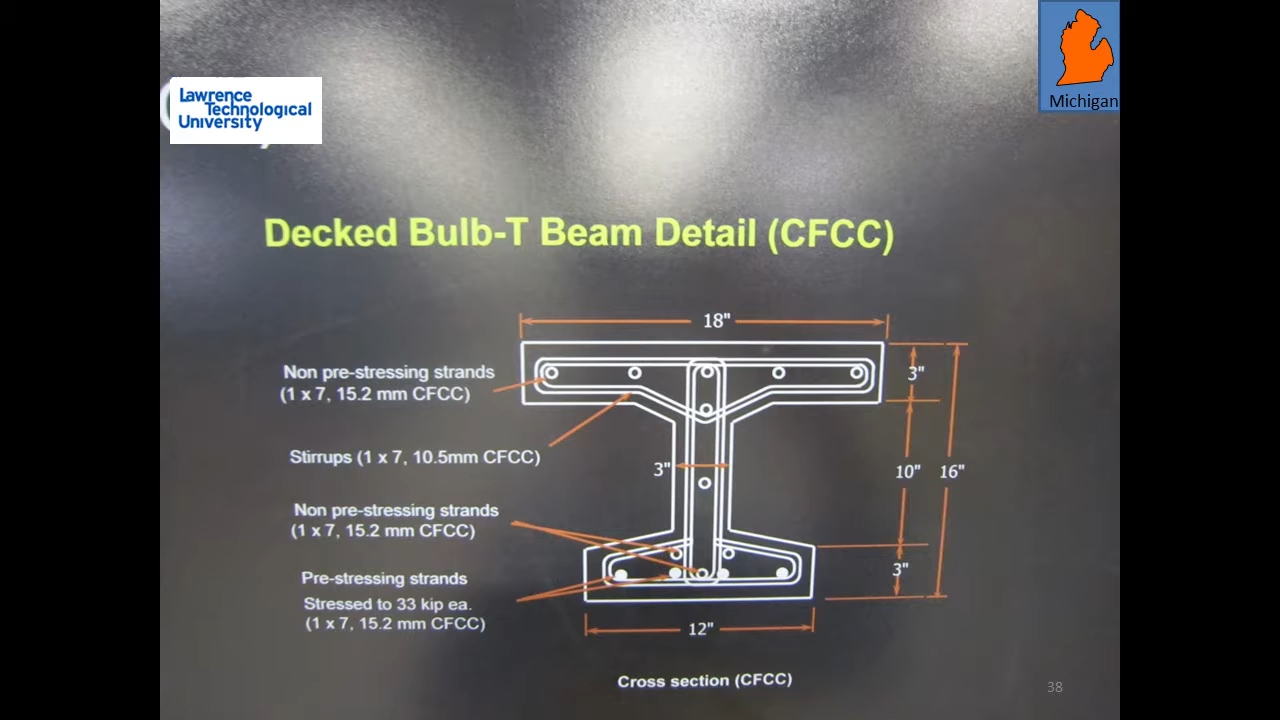 Michigan
Lawrence
Technological
University
Decked Bulb-T Beam Detail (CFCC)
18"
Non pre-stressing strands
(1 x 7, 15.2 mm CFCC)
3"
Stirrups (1 x 7, 10.5mm CFCC)
3"
10"
16"
Non pre-stressing strands
(1 x 7, 15.2 mm CFCC)
3"
Pre-stressing strands
Stressed to 33 kip ea.
(1 x 7, 15.2 mm CFCC)
12"
Cross section (CFCC)
38